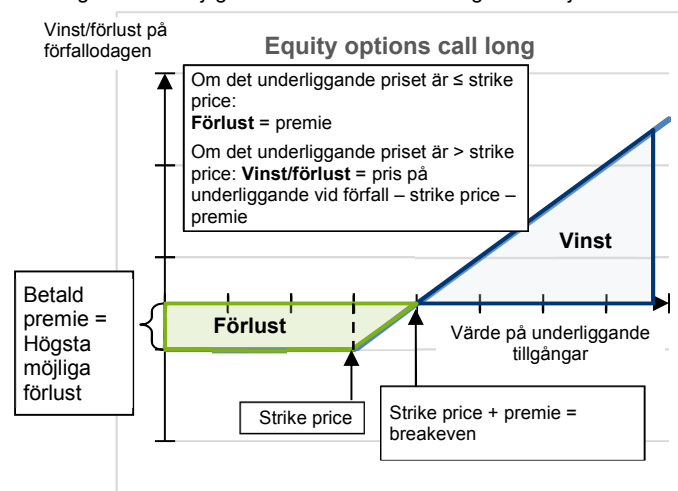 Vinst/förlust på
förfallodagen
Equity options call long
Om det underliggande priset är ≤ strike
price:
Förlust = premie
Om det underliggande priset är > strike
price: Vinst/förlust = pris på
underliggande vid förfall – strike price –
premie
Vinst
Betald
premie =
Högsta
möjliga
förlust
Förlust
Värde på underliggande
tillgångar
Strike price
Strike price + premie =
breakeven